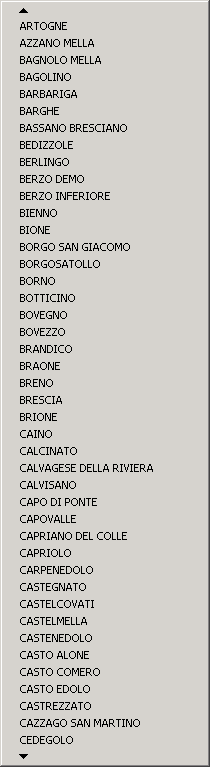 ARTOGNE
AZZANO MELLA
BAGNOLO MELLA
BAGOLINO
BARBARIGA
BARGHE
BASSANO BRESCIANO
BEDIZZOLE
BERLINGO
BERZO DEMO
BERZO INFERIORE
BIENNO
BIONE
BORGO SAN GIACOMO
BORGOSATOLLO
BORNO
BOTTICINO
BOVEGNO
BOVEZZO
BRANDICO
BRAONE
BRENO
BRESCIA
BRIONE
CAINO
CALCINATO
CALVAGESE DELLA RIVIERA
CALVISANO
CAPO DI PONTE
CAPOVALLE
CAPRIANO DEL COLLE
CAPRIOLO
CARPENEDOLO
CASTEGNATO
CASTELCOVATI
CASTELMELLA
CASTENEDOLO
CASTO ALONE
CASTO COMERO
CASTO EDOLO
CASTREZZATO
CAZZAGO SAN MARTINO
CEDEGOLO